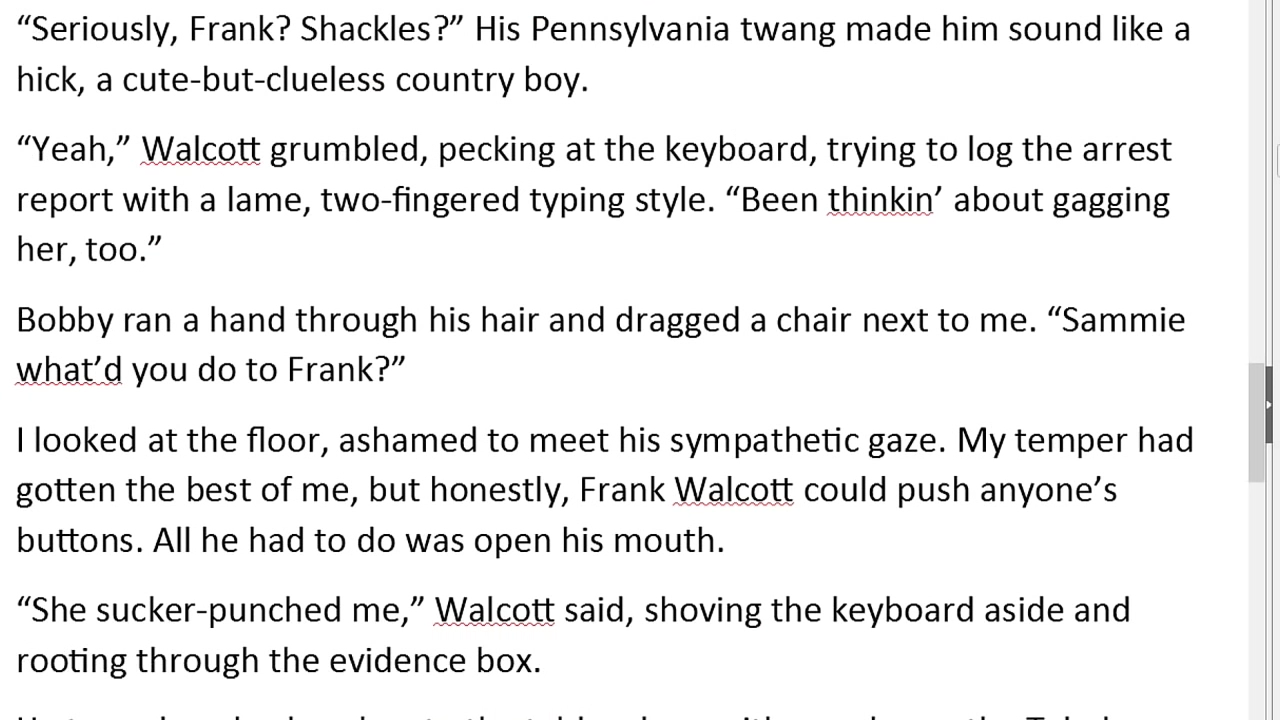 “Seriously, Frank? Shackles?” His Pennsylvania twang made him sound like a
hick, a cute-but-clueless country boy.
“Yeah,” Walcott grumbled, pecking at the keyboard, trying to log the arrest
report with a lame, two-fingered typing style. “Been thinkin’ about gagging
her, too.”
Bobby ran a hand through his hair and dragged a chair next to me. “Sammie
what’d you do to Frank?”
I looked at the floor, ashamed to meet his sympathetic gaze. My temper had
gotten the best of me, but honestly, Frank Walcott could push anyone’s
buttons. All he had to do was open his mouth.
“She sucker-punched me,” Walcott said, shoving the keyboard aside and
rooting through the evidence box.